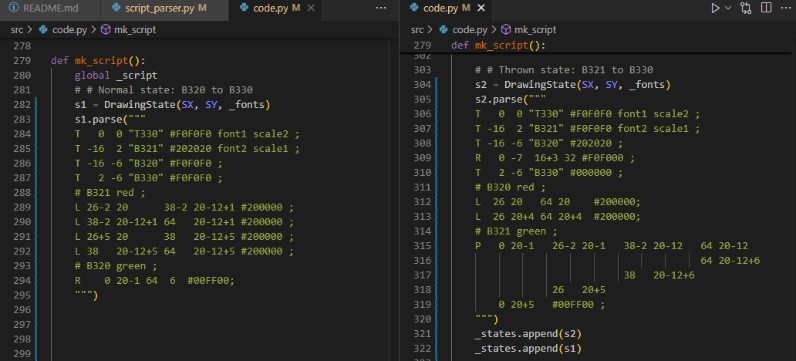 README.md
script_parser.py M
code.py M
src > code.py > mk_script
278
279 def mk_script():
280 global _script
281 # # Normal state: B320 to B330
282 s1 = DrawingState(SX, SY, _fonts)
283 s1.parse("""
284 T 0 0 "T330" #F0F0F0 font1 scale2 ;
285 T -16 2 "B321" #202020 font2 scale1 ;
286 T -16 -6 "B320" #F0F0F0 ;
287 T 2 -6 "B330" #F0F0F0 ;
288 # B321 red ;
289 L 26-2 20 38-2 20-12+1 #200000 ;
290 L 38-2 20-12+1 64 20-12+1 #200000 ;
291 L 26+5 20 38 20-12+5 #200000 ;
292 L 38 20-12+5 64 20-12+5 #200000 ;
293 # B320 green ;
294 R 0 20-1 64 6 #00FF00;
295 """)
296
297
298
299
code.py M
src > code.py > mk_script
279 def mk_script():
302
303 # # Thrown state: B321 to B330
304 s2 = DrawingState(SX, SY, _fonts)
305 s2.parse("""
306 T 0 0 "T330" #F0F0F0 font1 scale2 ;
307 T -16 2 "B321" #F0F0F0 font2 scale1 ;
308 T -16 -6 "B320" #202020 ;
309 R 0 -7 16+3 32 #F0F000 ;
310 T 2 -6 "B330" #000000 ;
311 # B320 red ;
312 L 26 20 64 20 #200000;
313 L 26 20+4 64 20+4 #200000;
314 # B321 green ;
315 P 0 20-1 26-2 20-1 38-2 20-12 64 20-12
316 64 20-12+6
317 38 20-12+6
318 26 20+5
319 0 20+5 #00FF00 ;
320 """)
321 _states.append(s2)
322 _states.append(s1)